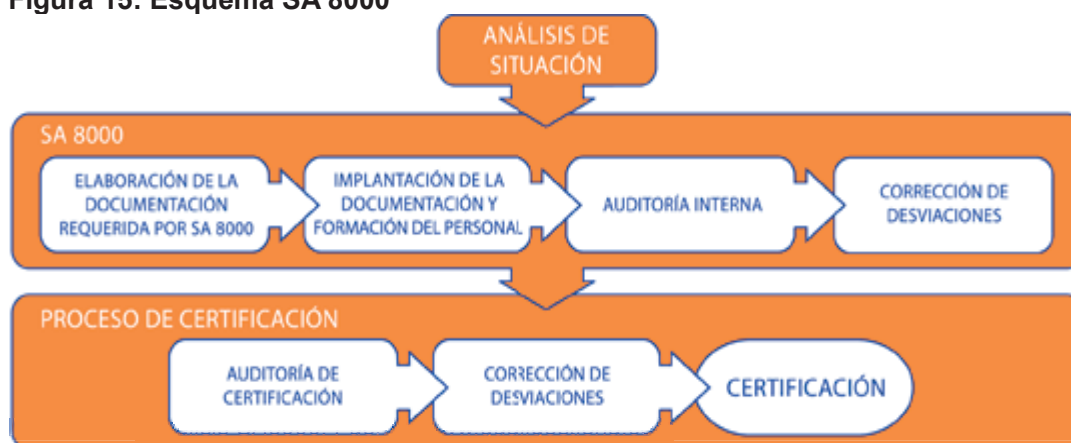 Figura 15: Esquema SA 8000
ANÁLISIS DE
SITUACIÓN
SA 8000
ELABORACIÓN DE LA
DOCUMENTACIÓN
REQUERIDA POR SA 8000
IMPLANTACIÓN DE LA
DOCUMENTACIÓN Y
FORMACIÓN DEL PERSONAL
AUDITORÍA INTERNA
CORRECCIÓN DE
DESVIACIONES
PROCESO DE CERTIFICACIÓN
AUDITORÍA DE
CERTIFICACIÓN
CORRECCIÓN DE
DESVIACIONES
CERTIFICACIÓN